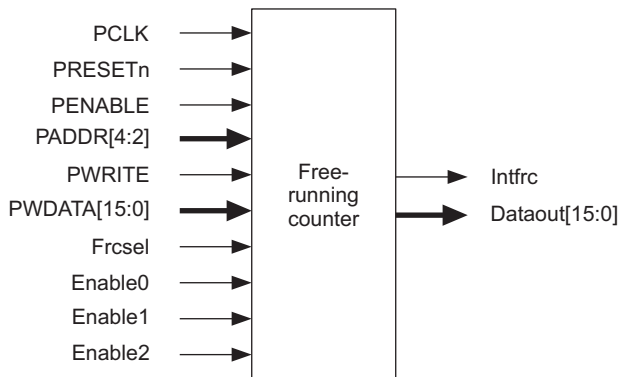 PCLK
PRESETn
PENABLE
PADDR[4:2]
PWRITE
PWDATA[15:0]
Frcsel
Enable0
Enable1
Enable2
Free-
running
counter
Intfrc
Dataout[15:0]